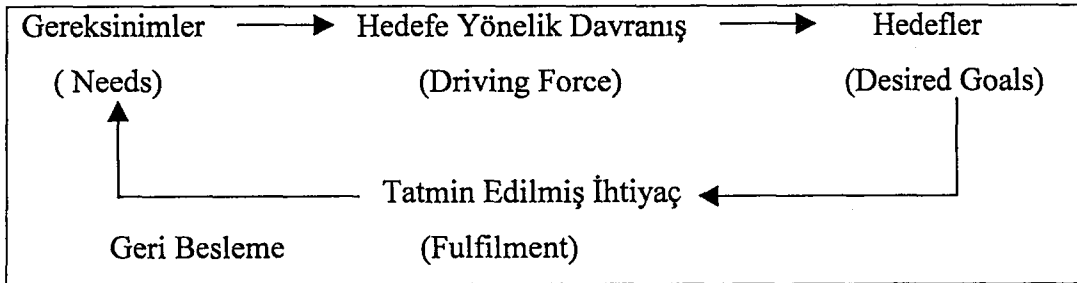 Gereksinimler Hedefe Yönelik Davranış Hedefler
( Needs) (Driving Force) (Desired Goals)
Tatmin Edilmiş İhtiyaç
Geri Besleme (Fulfilment)